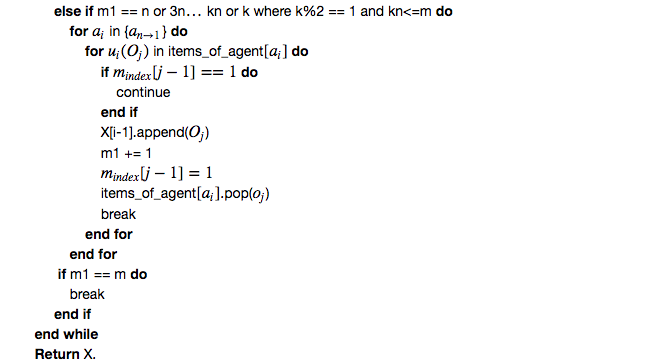 else if m1 == n or 3n... kn or k where k%2 == 1 and kn<=m do
for aᵢ in {aₙ→₁} do
for uᵢ(Oⱼ) in items_of_agent[aᵢ] do
if m_index[j − 1] == 1 do
continue
end if
X[i-1].append(Oⱼ)
m1 += 1
m_index[j − 1] = 1
items_of_agent[aᵢ].pop(oⱼ)
break
end for
end for
if m1 == m do
break
end if
end while
Return X.